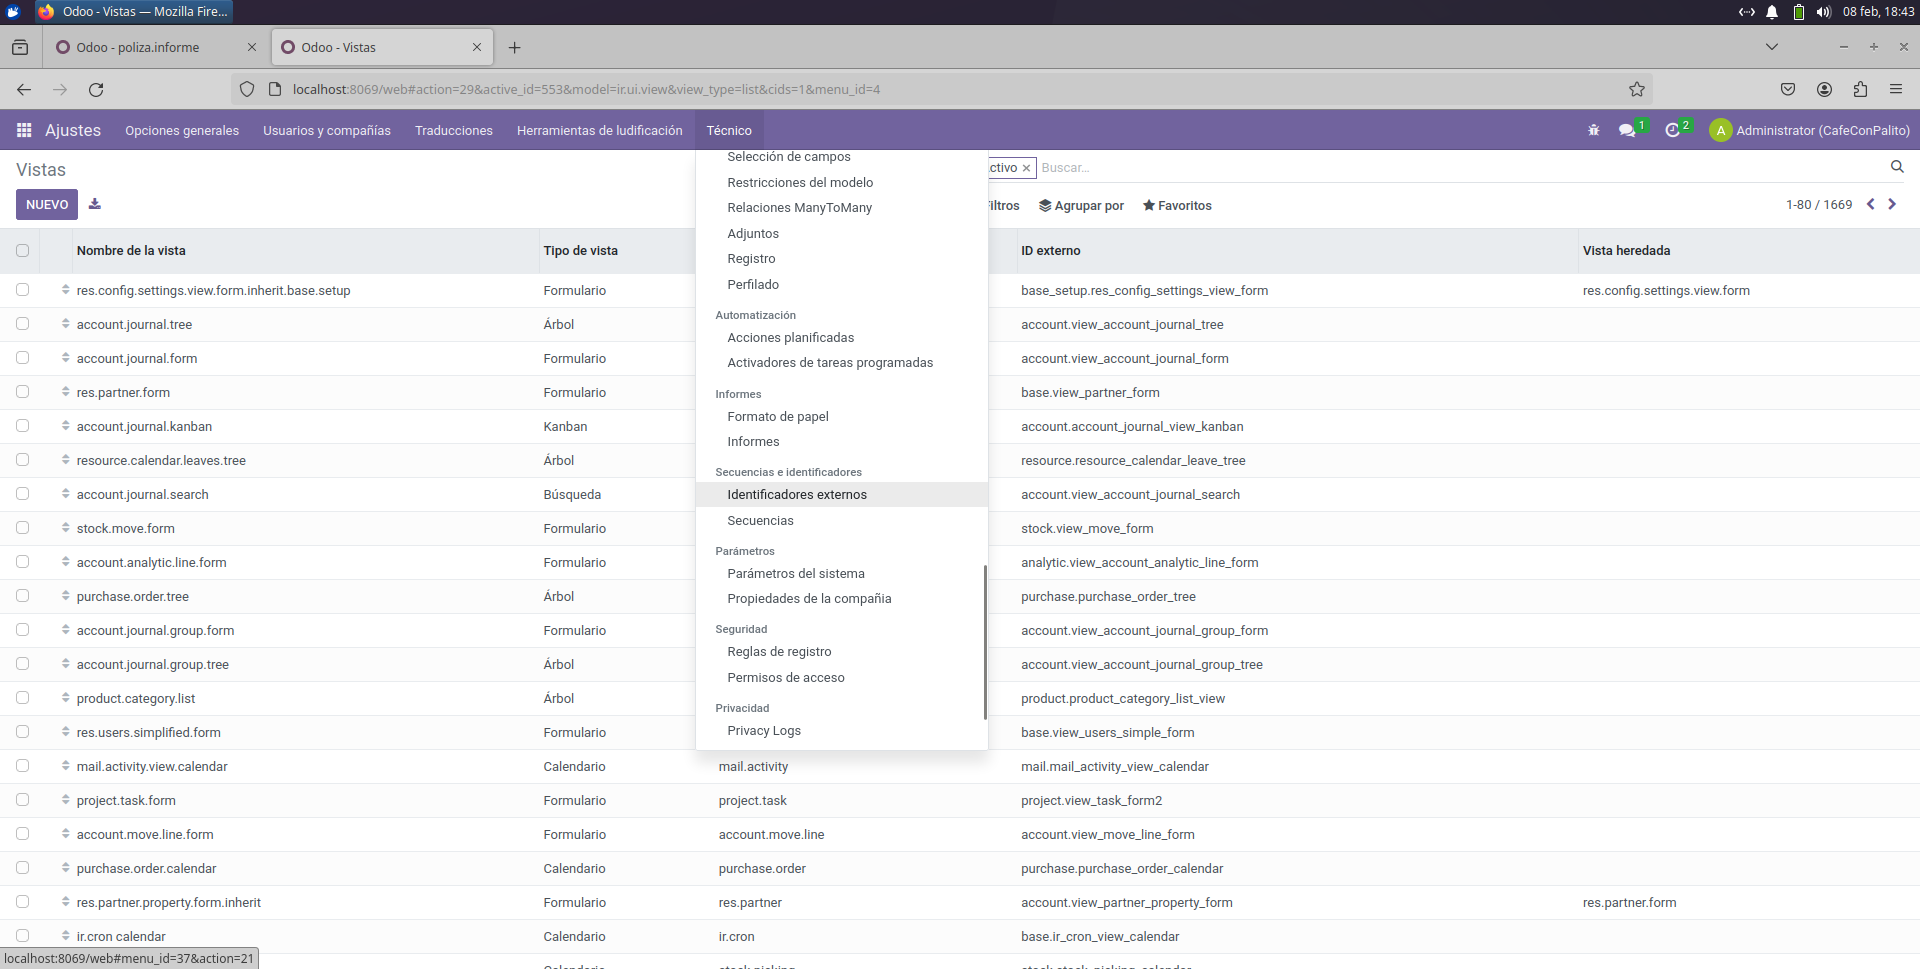 Odoo - Vistas — Mozilla Fire...
08 feb, 18:43
Odoo - poliza.informe
Odoo - Vistas
localhost:8069/web#action=29&active_id=553&model=ir.ui.view&view_type=list&cids=1&menu_id=4
Ajustes Opciones generales Usuarios y compañías Traducciones Herramientas de ludificación Técnico 1 2 A Administrator (CafeConPalito)
Vistas
ctivo × Buscar...
NUEVO
iltros Agrupar por Favoritos 1-80 / 1669
Selección de campos
Restricciones del modelo
Relaciones ManyToMany
Adjuntos
Registro
Perfilado
Automatización
Acciones planificadas
Activadores de tareas programadas
Informes
Formato de papel
Informes
Secuencias e identificadores
Identificadores externos
Secuencias
Parámetros
Parámetros del sistema
Propiedades de la compañia
Seguridad
Reglas de registro
Permisos de acceso
Privacidad
Privacy Logs
Nombre de la vista Tipo de vista ID externo Vista heredada
res.config.settings.view.form.inherit.base.setup Formulario base_setup.res_config_settings_view_form res.config.settings.view.form
account.journal.tree Árbol account.view_account_journal_tree
account.journal.form Formulario account.view_account_journal_form
res.partner.form Formulario base.view_partner_form
account.journal.kanban Kanban account.account_journal_view_kanban
resource.calendar.leaves.tree Árbol resource.resource_calendar_leave_tree
account.journal.search Búsqueda account.view_account_journal_search
stock.move.form Formulario stock.view_move_form
account.analytic.line.form Formulario analytic.view_account_analytic_line_form
purchase.order.tree Árbol purchase.purchase_order_tree
account.journal.group.form Formulario account.view_account_journal_group_form
account.journal.group.tree Árbol account.view_account_journal_group_tree
product.category.list Árbol product.product_category_list_view
res.users.simplified.form Formulario base.view_users_simple_form
mail.activity.view.calendar Calendario mail.activity mail.mail_activity_view_calendar
project.task.form Formulario project.task project.view_task_form2
account.move.line.form Formulario account.move.line account.view_move_line_form
purchase.order.calendar Calendario purchase.order purchase.purchase_order_calendar
res.partner.property.form.inherit Formulario res.partner account.view_partner_property_form res.partner.form
ir.cron calendar Calendario ir.cron base.ir_cron_view_calendar
localhost:8069/web#menu_id=37&action=21